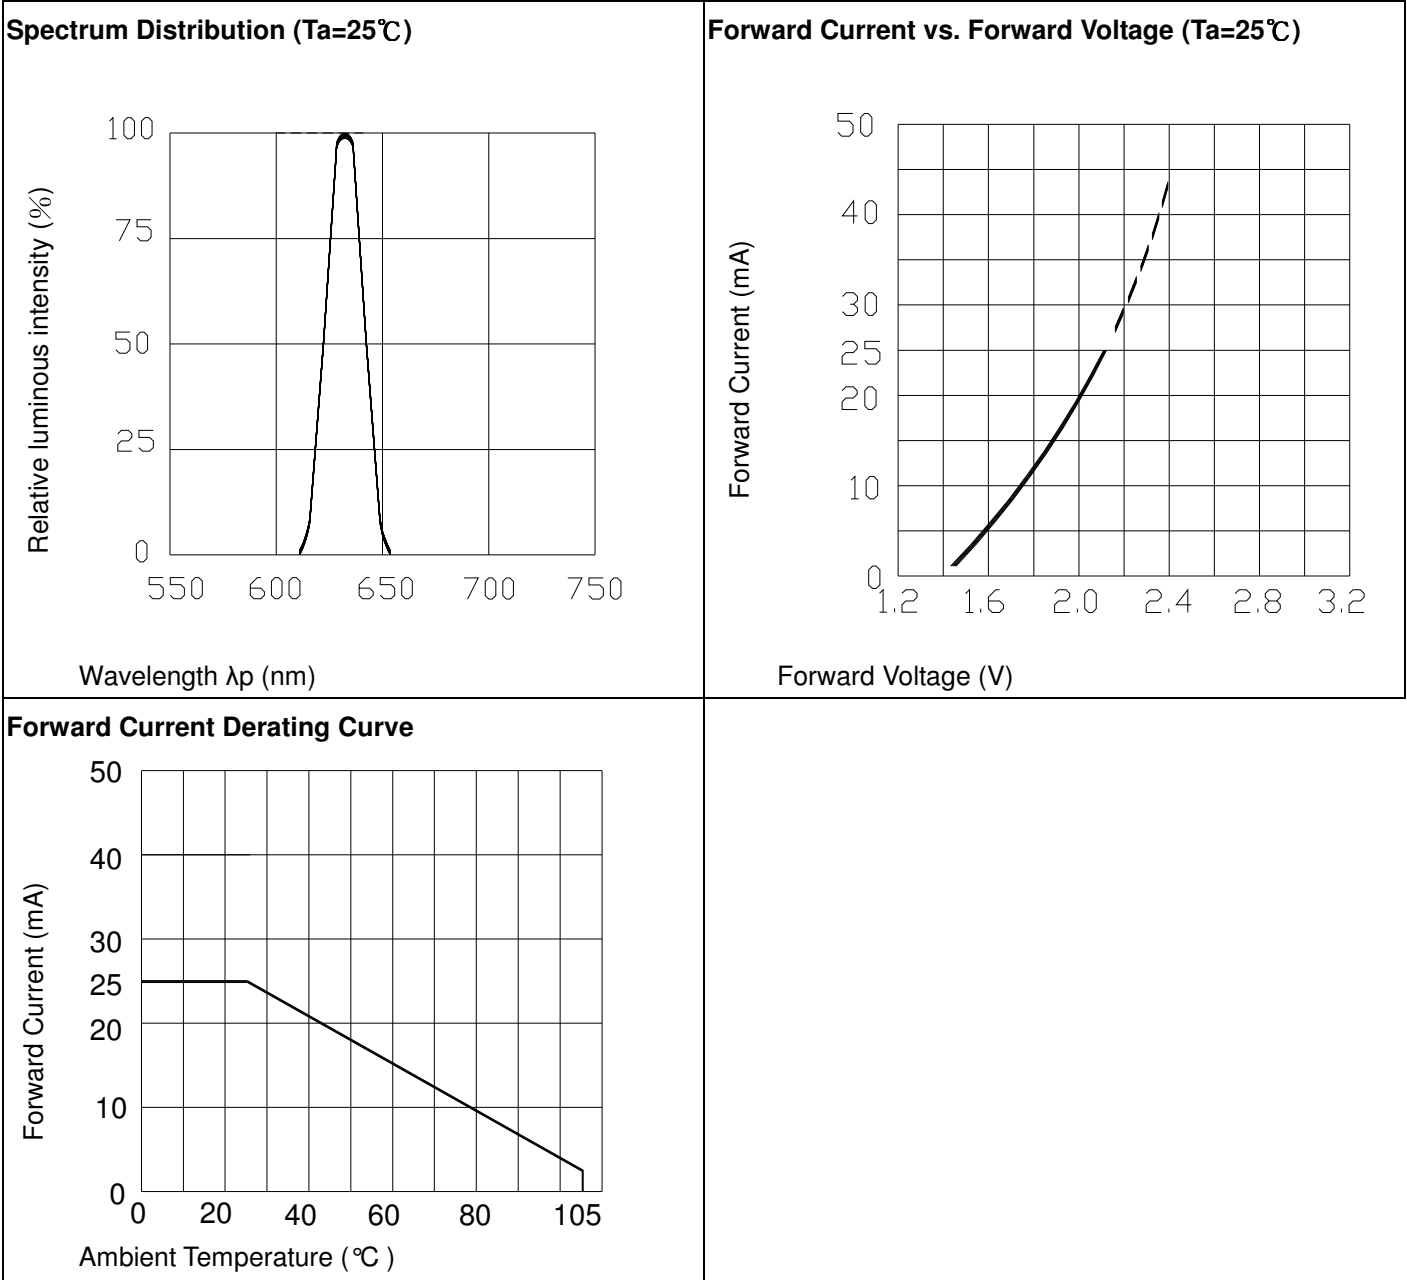 Spectrum Distribution (Ta=25℃)
100
75
50
25
0
550 600 650 700 750
Relative luminous intensity (%)
Wavelength λp (nm)
Forward Current vs. Forward Voltage (Ta=25℃)
50
40
30
25
20
10
0
1.2 1.6 2.0 2.4 2.8 3.2
Forward Current (mA)
Forward Voltage (V)
Forward Current Derating Curve
50
40
30
25
20
10
0
0 20 40 60 80 105
Forward Current (mA)
Ambient Temperature ( ℃ )